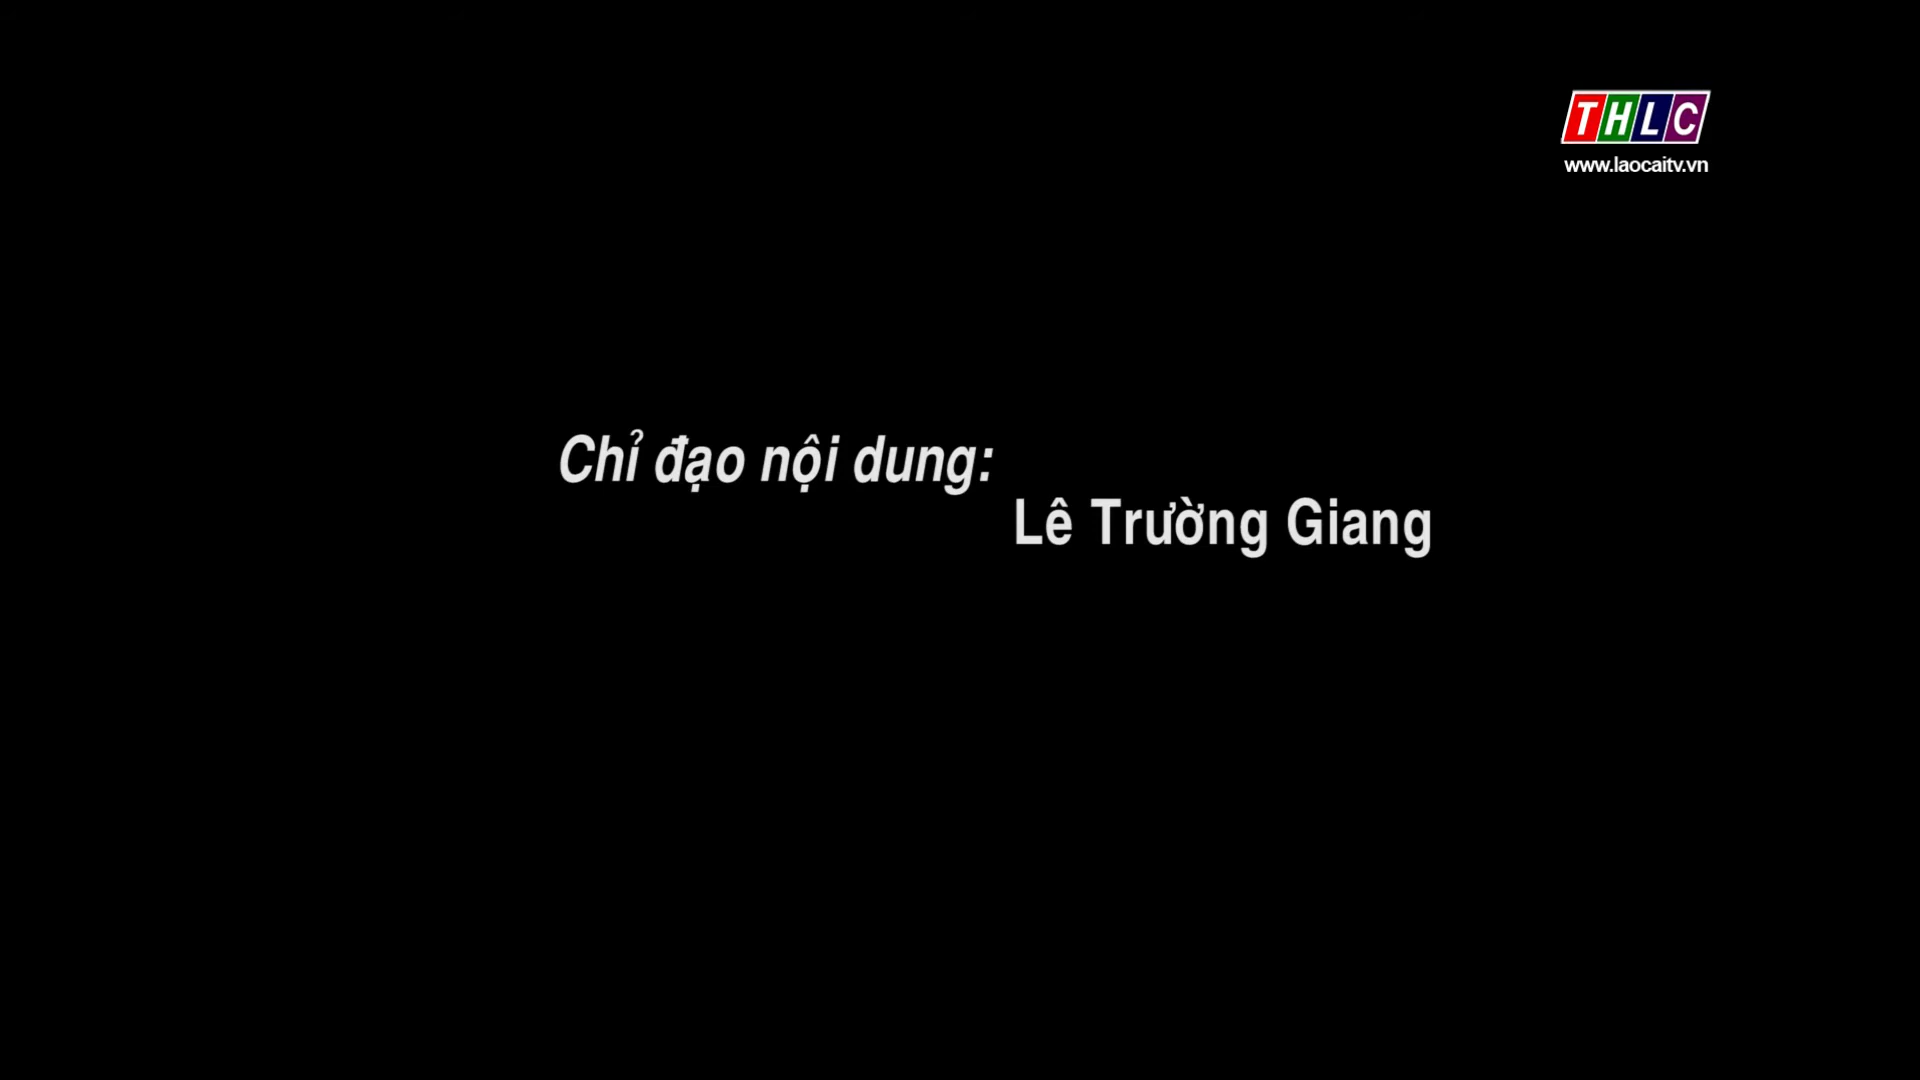 THLC
www.laocaitv.vn
Chỉ đạo nội dung:
Lê Trường Giang